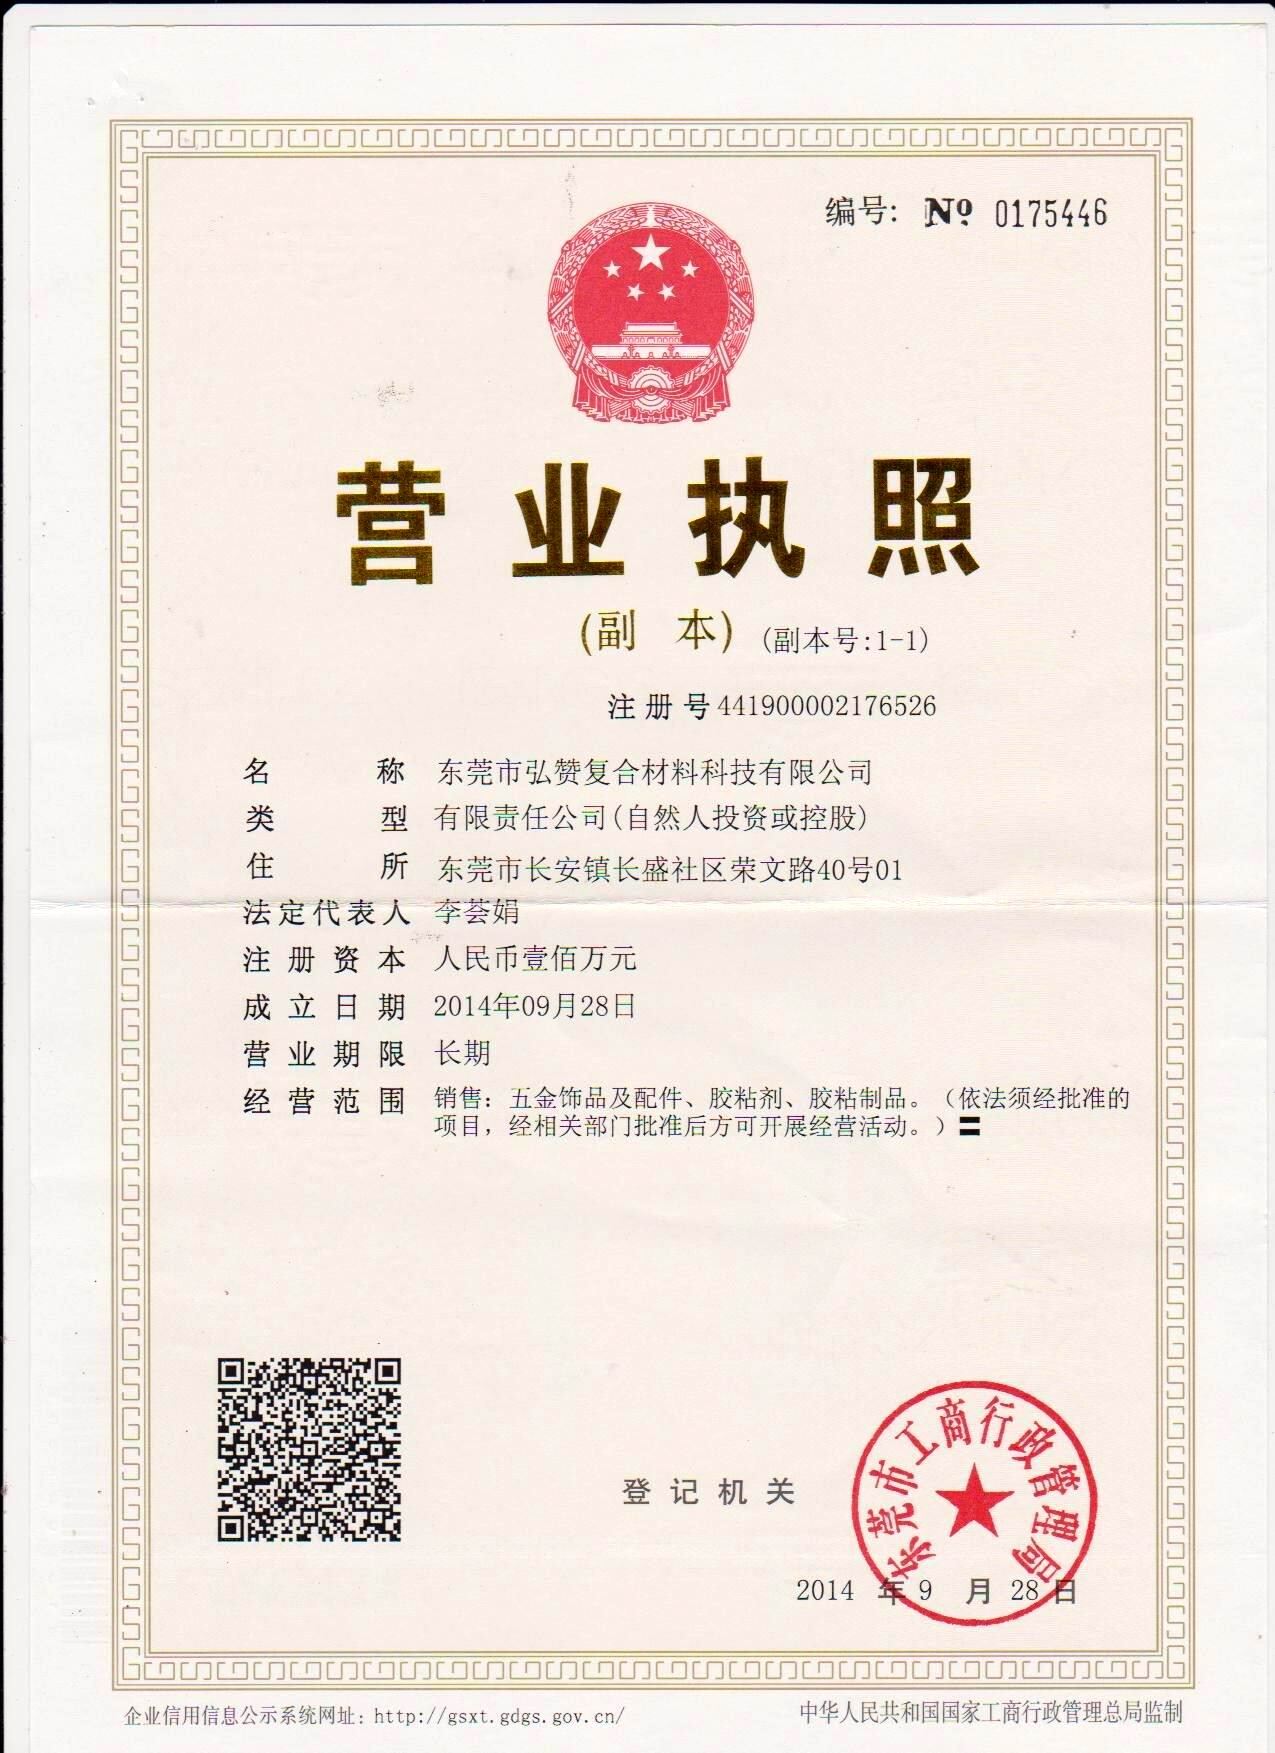 编号: No 0175446
营业执照
(副 本) (副本号:1-1)
注册号441900002176526
名称 东莞市弘赞复合材料科技有限公司
类型 有限责任公司(自然人投资或控股)
住所 东莞市长安镇长盛社区荣文路40号01
法定代表人 李荟娟
注册资本 人民币壹佰万元
成立日期 2014年09月28日
营业期限 长期
经营范围 销售：五金饰品及配件、胶粘剂、胶粘制品。（依法须经批准的
项目，经相关部门批准后方可开展经营活动。）〓
东莞市工商行政管理局
登记机关
2014 年 9 月 28 日
企业信用信息公示系统网址: http://gsxt.gdgs.gov.cn/
中华人民共和国国家工商行政管理总局监制